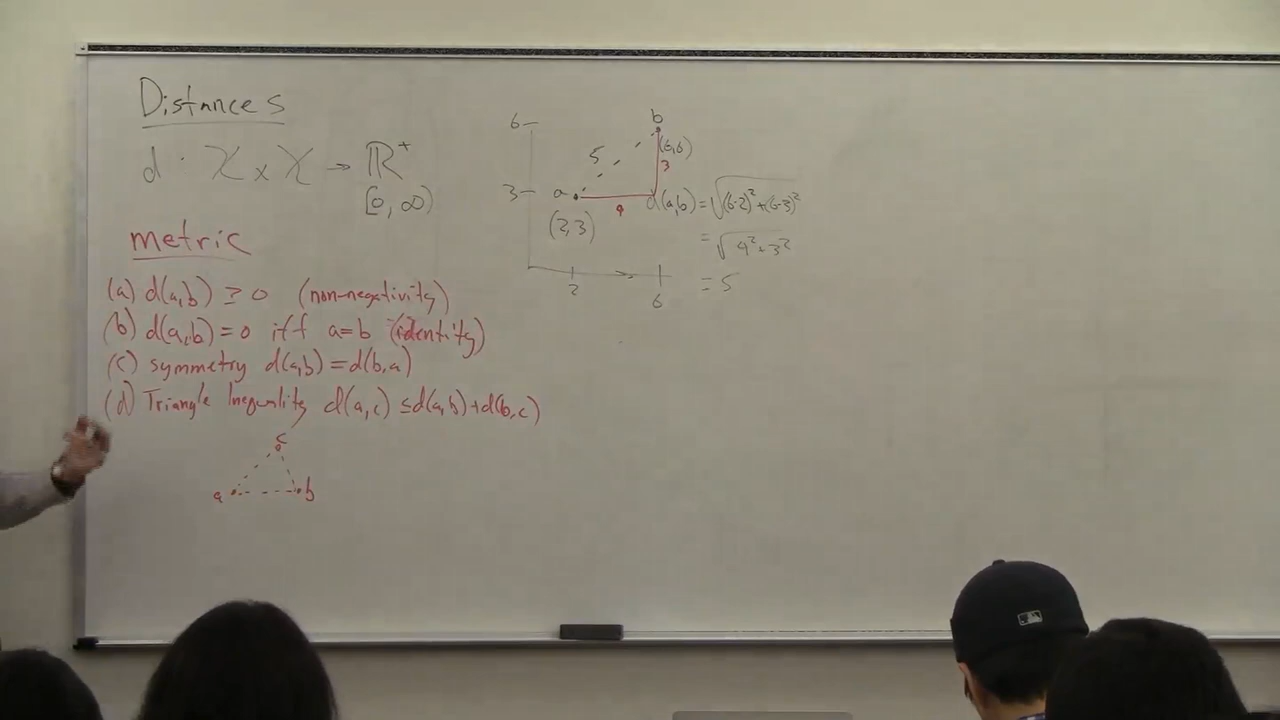 Distances
d : X × X → ℝ⁺
[0, ∞)
metric
(a) d(a,b) ≥ 0 (non-negativity)
(b) d(a,b) = 0 iff a=b (identity)
(c) symmetry d(a,b) = d(b,a)
(d) Triangle Inequality d(a,c) ≤ d(a,b) + d(b,c)
c
a b
6
b
(6,6)
5
3
3 a
4
(2,3)
d(a,b) = √(6-2)² + (6-3)²
= √4² + 3²
= 5
2 6